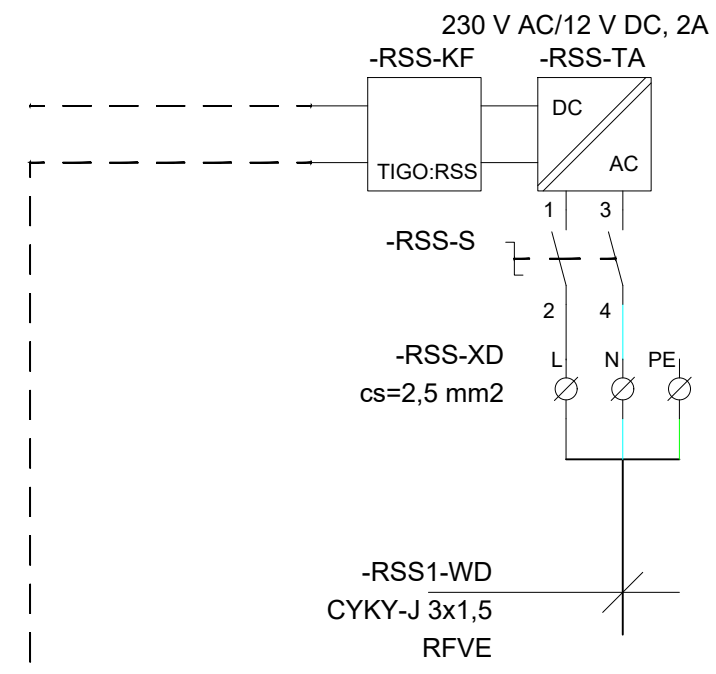 230 V AC/12 V DC, 2A
-RSS-KF
-RSS-TA
DC
AC
TIGO:RSS
1
3
-RSS-S
2
4
-RSS-XD
L
N
PE
cs=2,5 mm2
-RSS1-WD
CYKY-J 3x1,5
RFVE